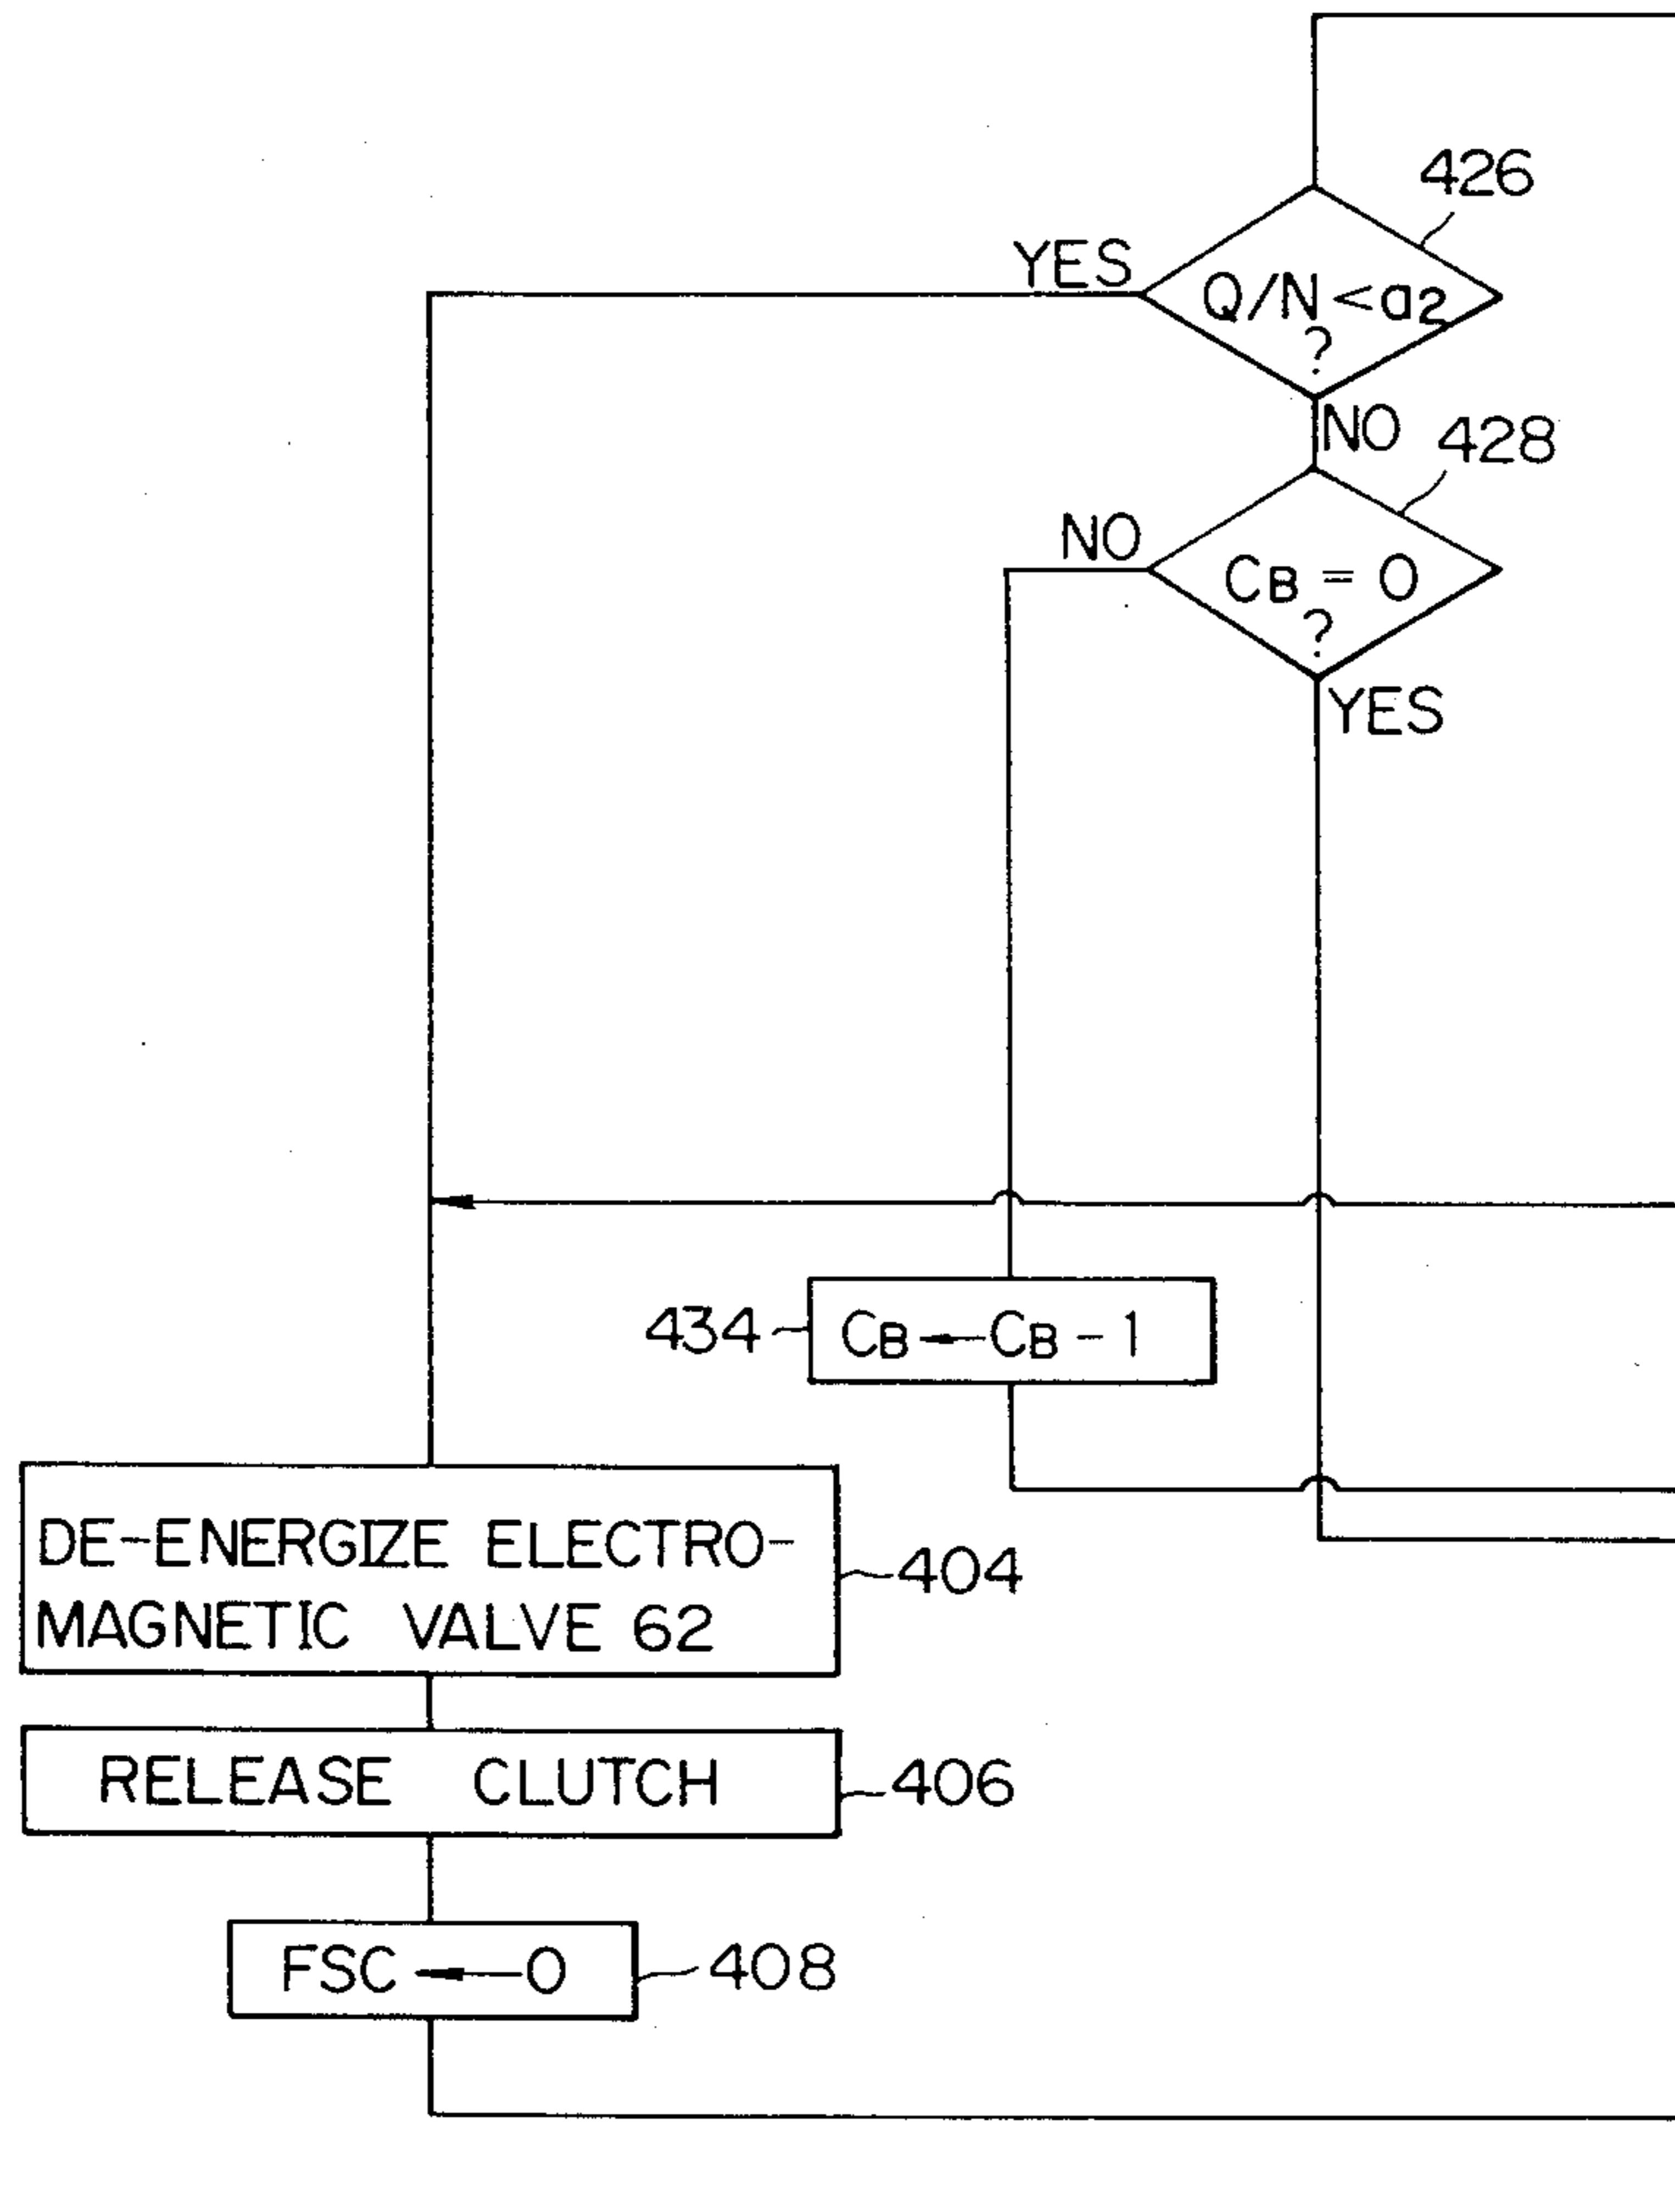 426
YES
Q/N<a2
?
NO
428
NO
CB = 0
?
YES
434
CB←CB-1
DE-ENERGIZE ELECTRO-
MAGNETIC VALVE 62
404
RELEASE CLUTCH
406
FSC←0
408